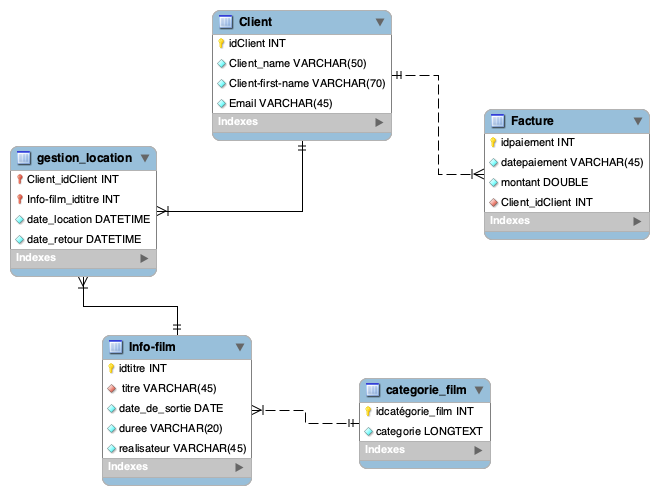 Client
idClient INT
Client_name VARCHAR(50)
Client-first-name VARCHAR(70)
Email VARCHAR(45)
Indexes
Facture
idpaiement INT
datepaiement VARCHAR(45)
montant DOUBLE
Client_idClient INT
Indexes
gestion_location
Client_idClient INT
Info-film_idtitre INT
date_location DATETIME
date_retour DATETIME
Indexes
Info-film
idtitre INT
titre VARCHAR(45)
date_de_sortie DATE
duree VARCHAR(20)
realisateur VARCHAR(45)
Indexes
categorie_film
idcatégorie_film INT
categorie LONGTEXT
Indexes